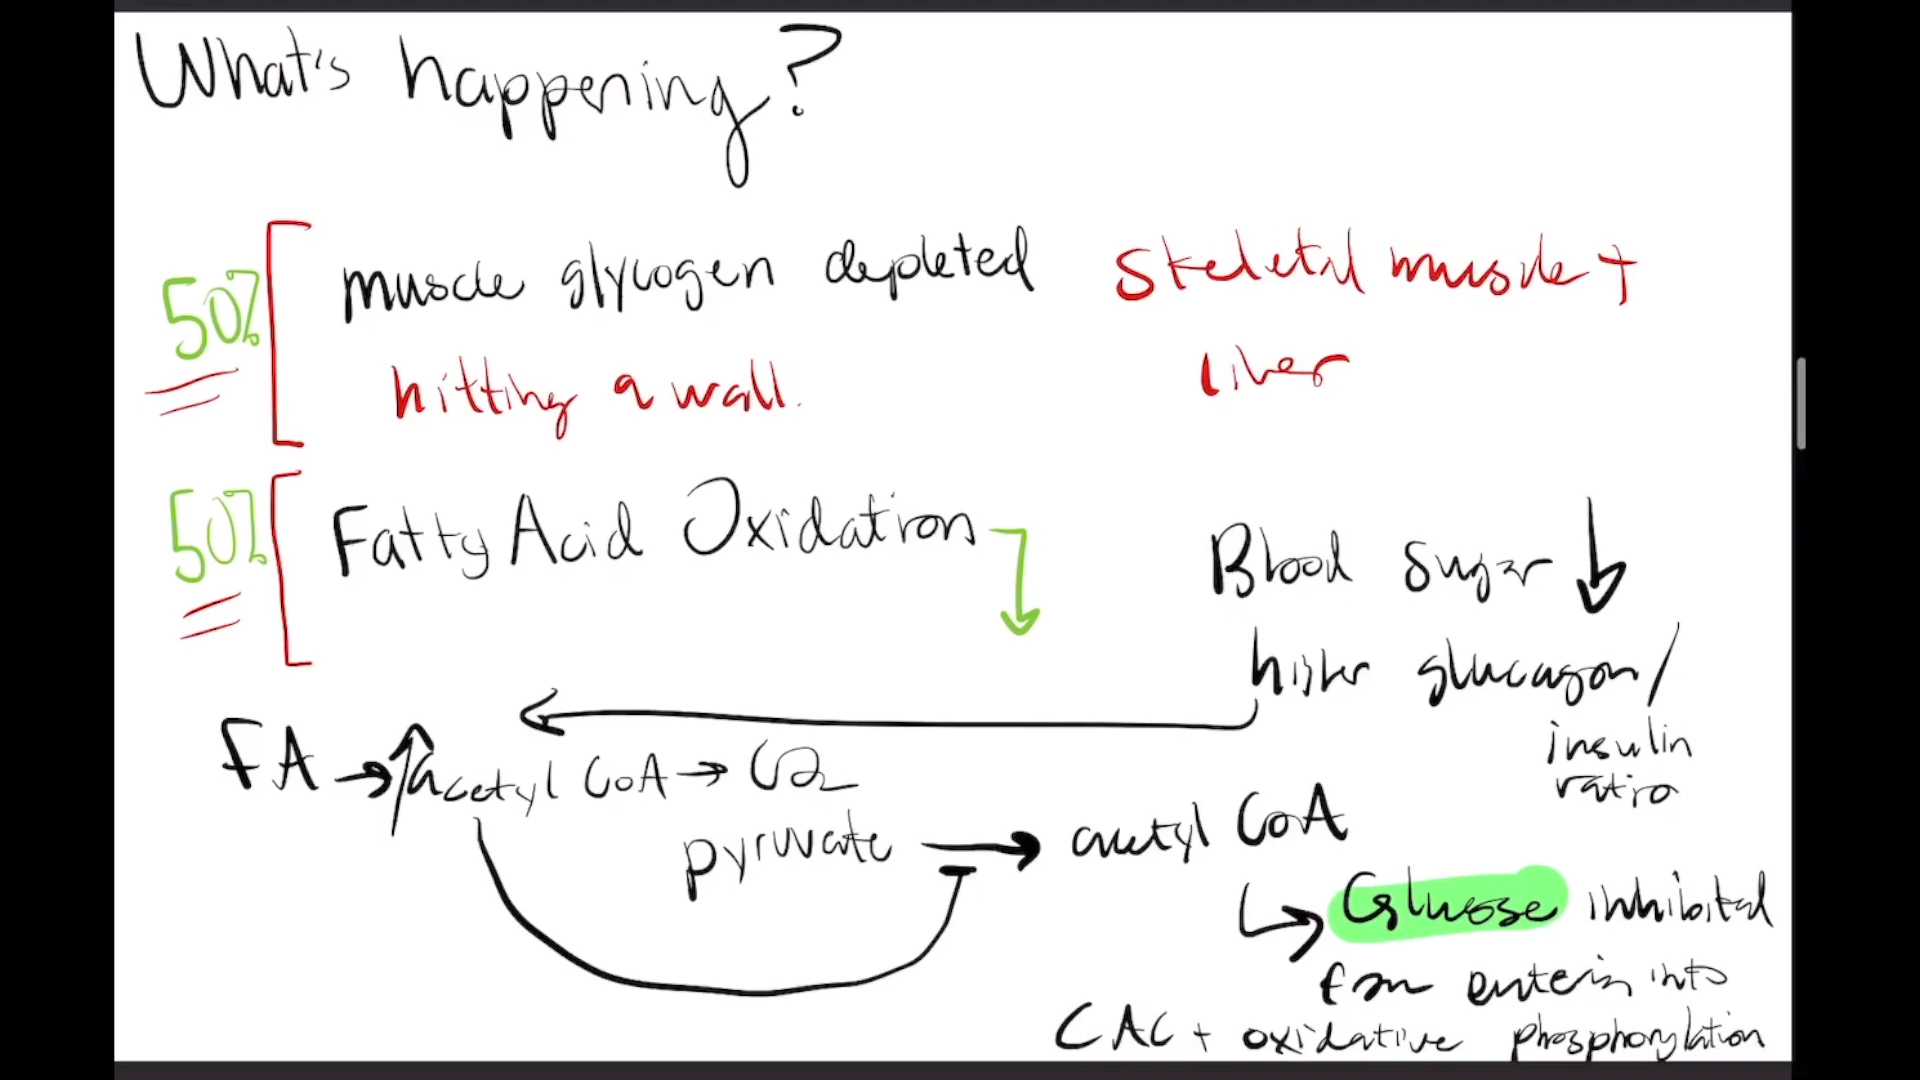 What's happening?
50% muscle glycogen depleted skeletal muscle +
hitting a wall. liver
50% Fatty Acid Oxidation Blood sugar ↓
higher glucagon/
insulin
ratio
FA → ↑ acetyl CoA → CO2
pyruvate → acetyl CoA
↳ Glucose inhibited
from entering into
CAC + oxidative phosphorylation